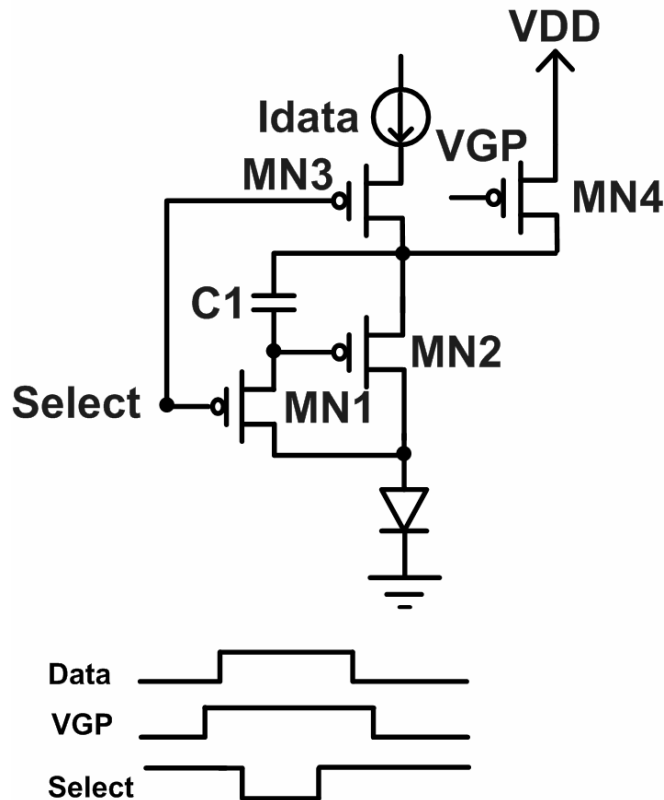 VDD
Idata
VGP
MN3
MN4
C1
MN2
Select
MN1
Data
VGP
Select